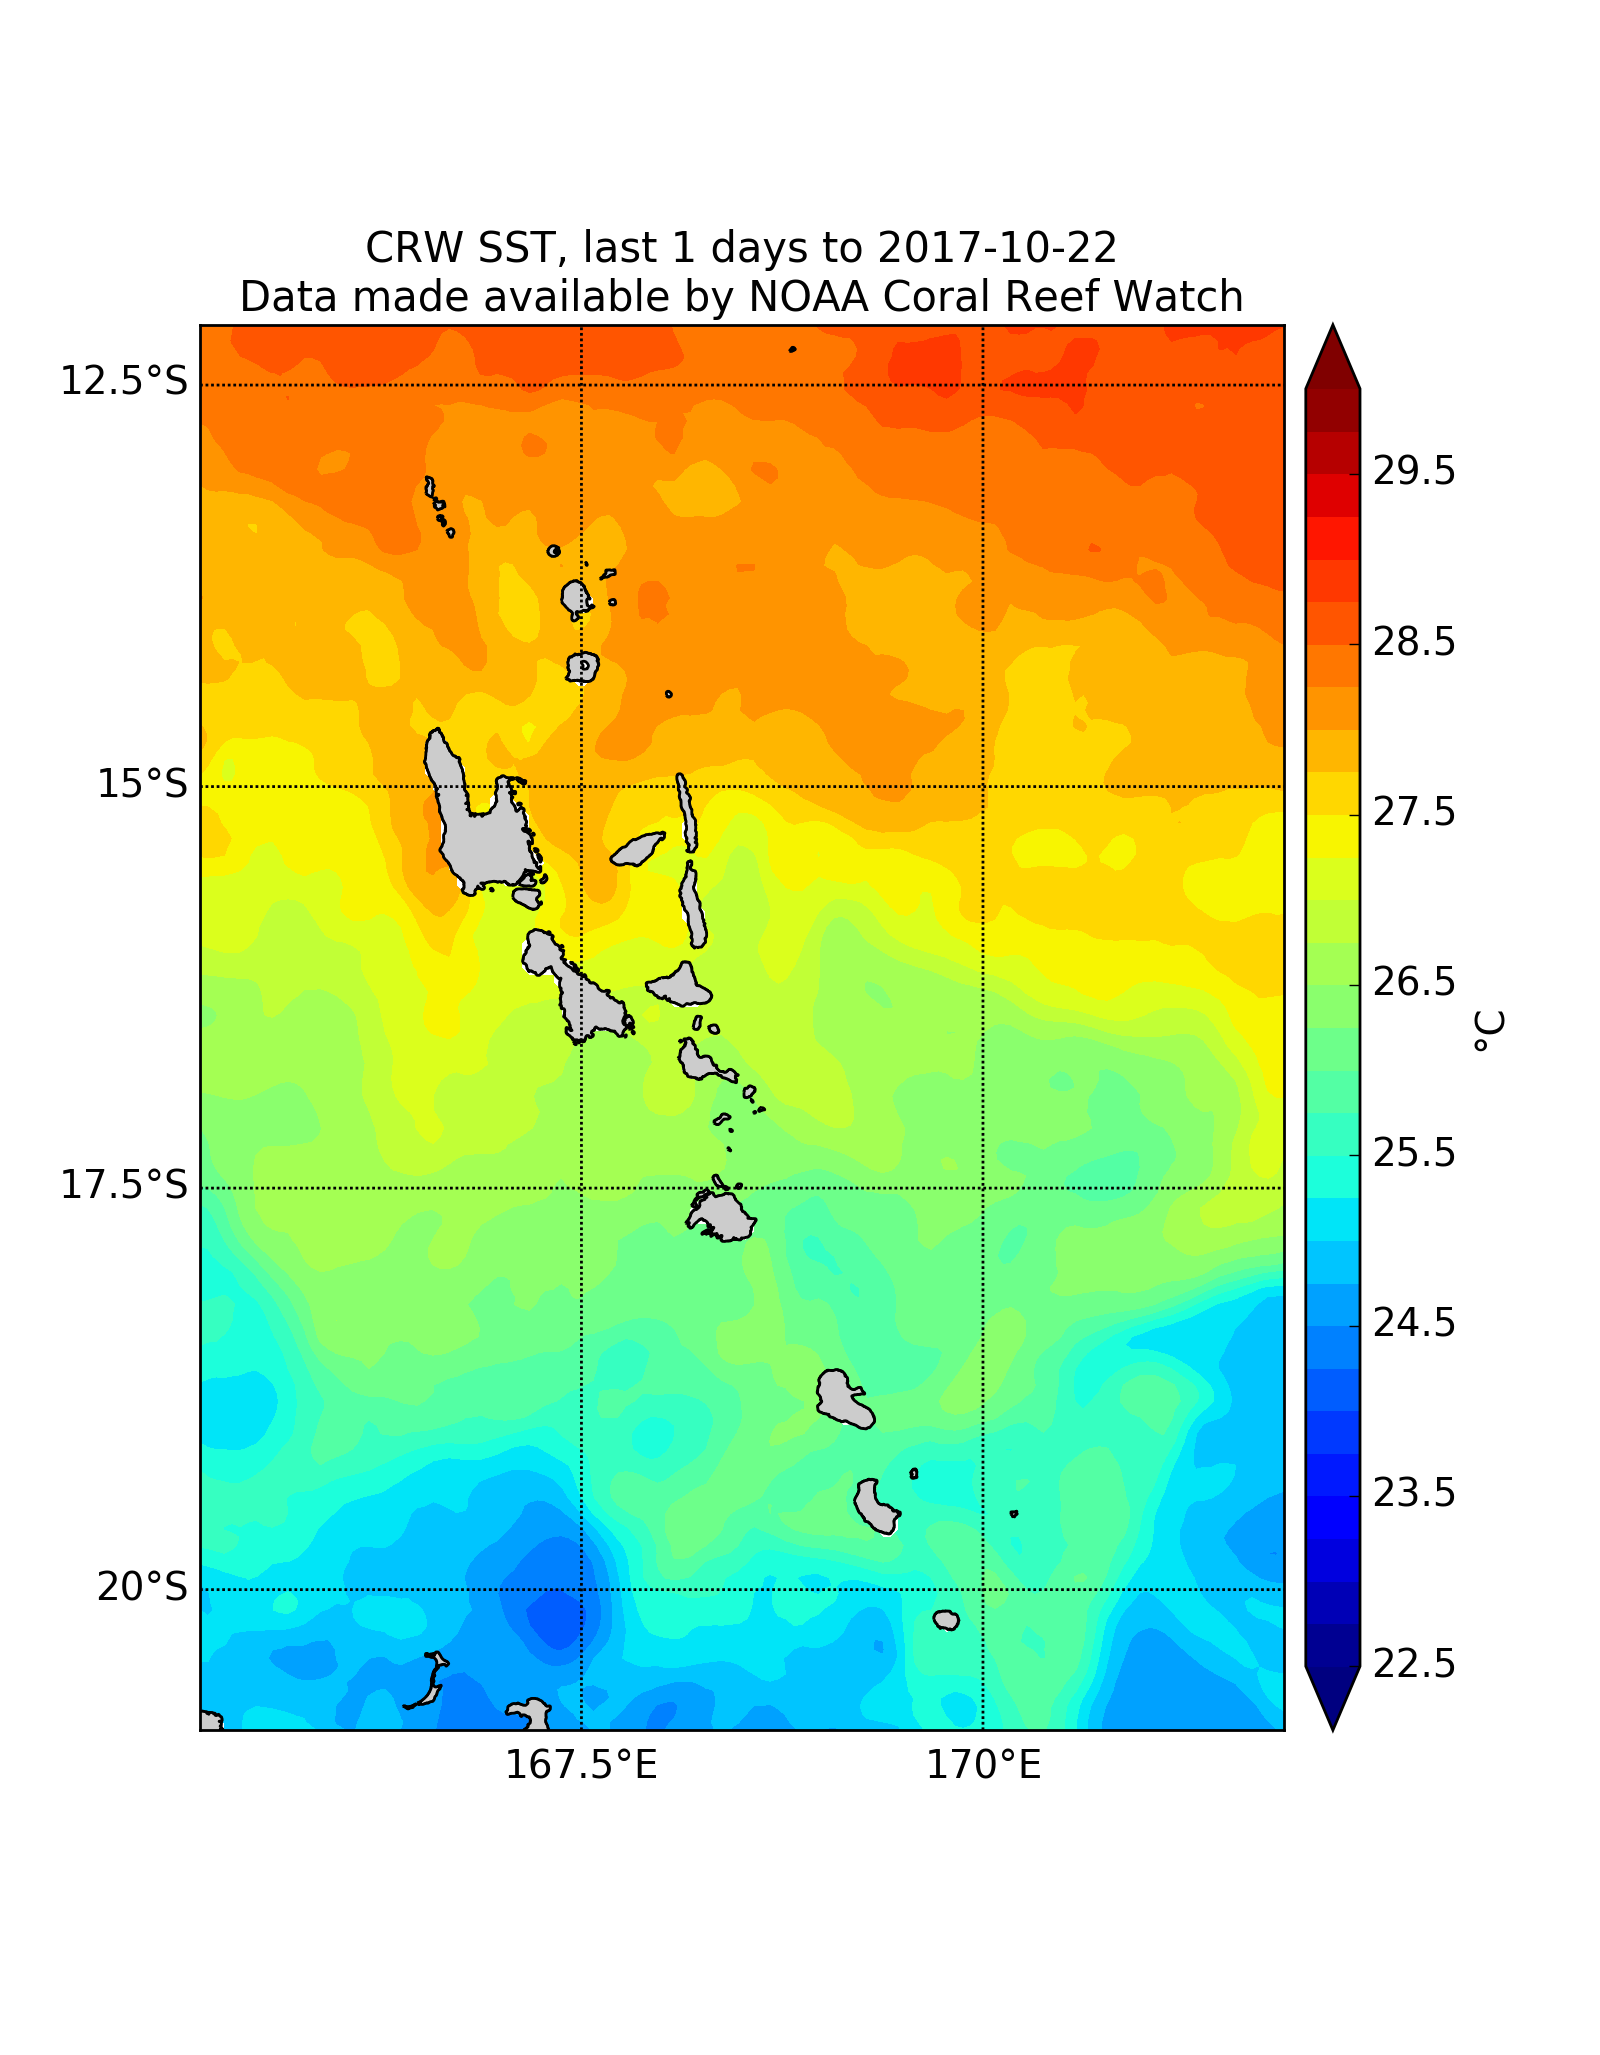 CRW SST, last 1 days to 2017-10-22
Data made available by NOAA Coral Reef Watch
12.5°S
15°S
17.5°S
20°S
167.5°E
170°E
29.5
28.5
27.5
26.5
25.5
24.5
23.5
22.5
°C